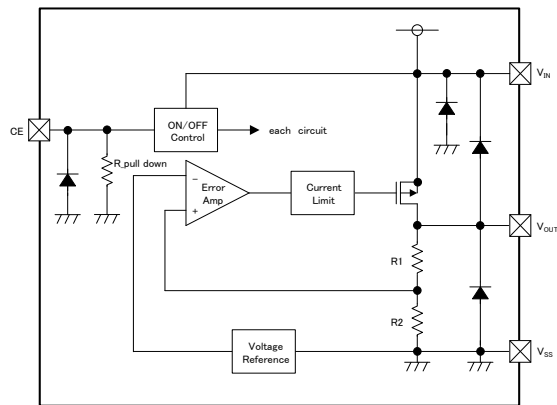 V_IN
CE
ON/OFF
Control
each circuit
R_pull down
−
Error
Amp
+
Current
Limit
V_OUT
R1
R2
Voltage
Reference
V_SS